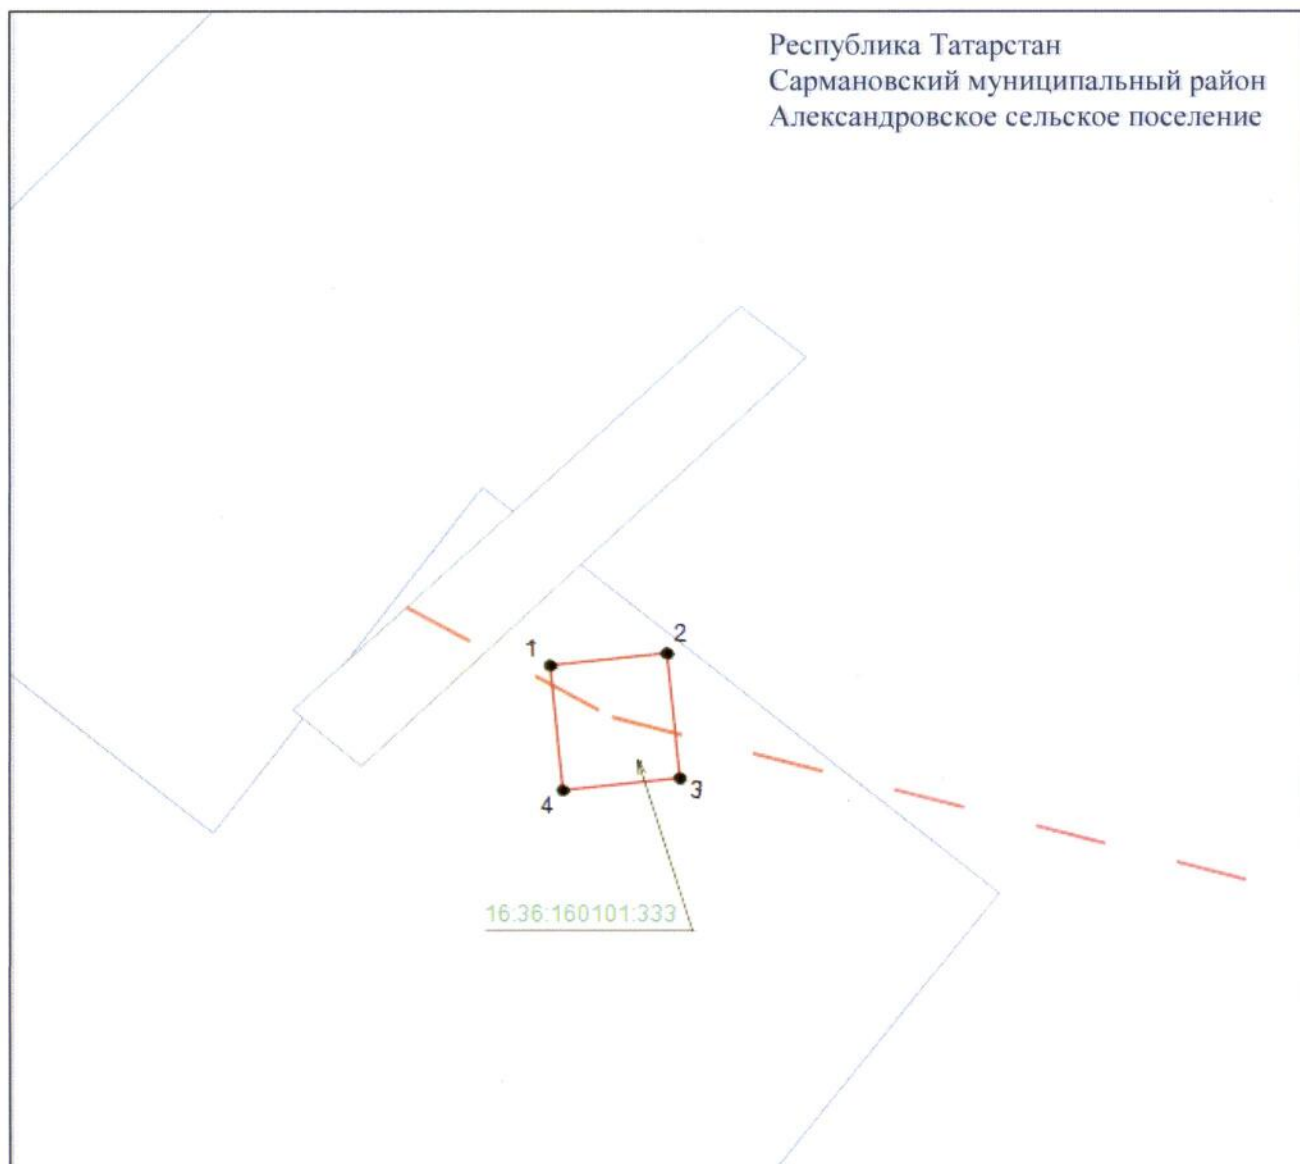 Республика Татарстан
Сармановский муниципальный район
Александровское сельское поселение
1
2
3
4
16:36:160101:333